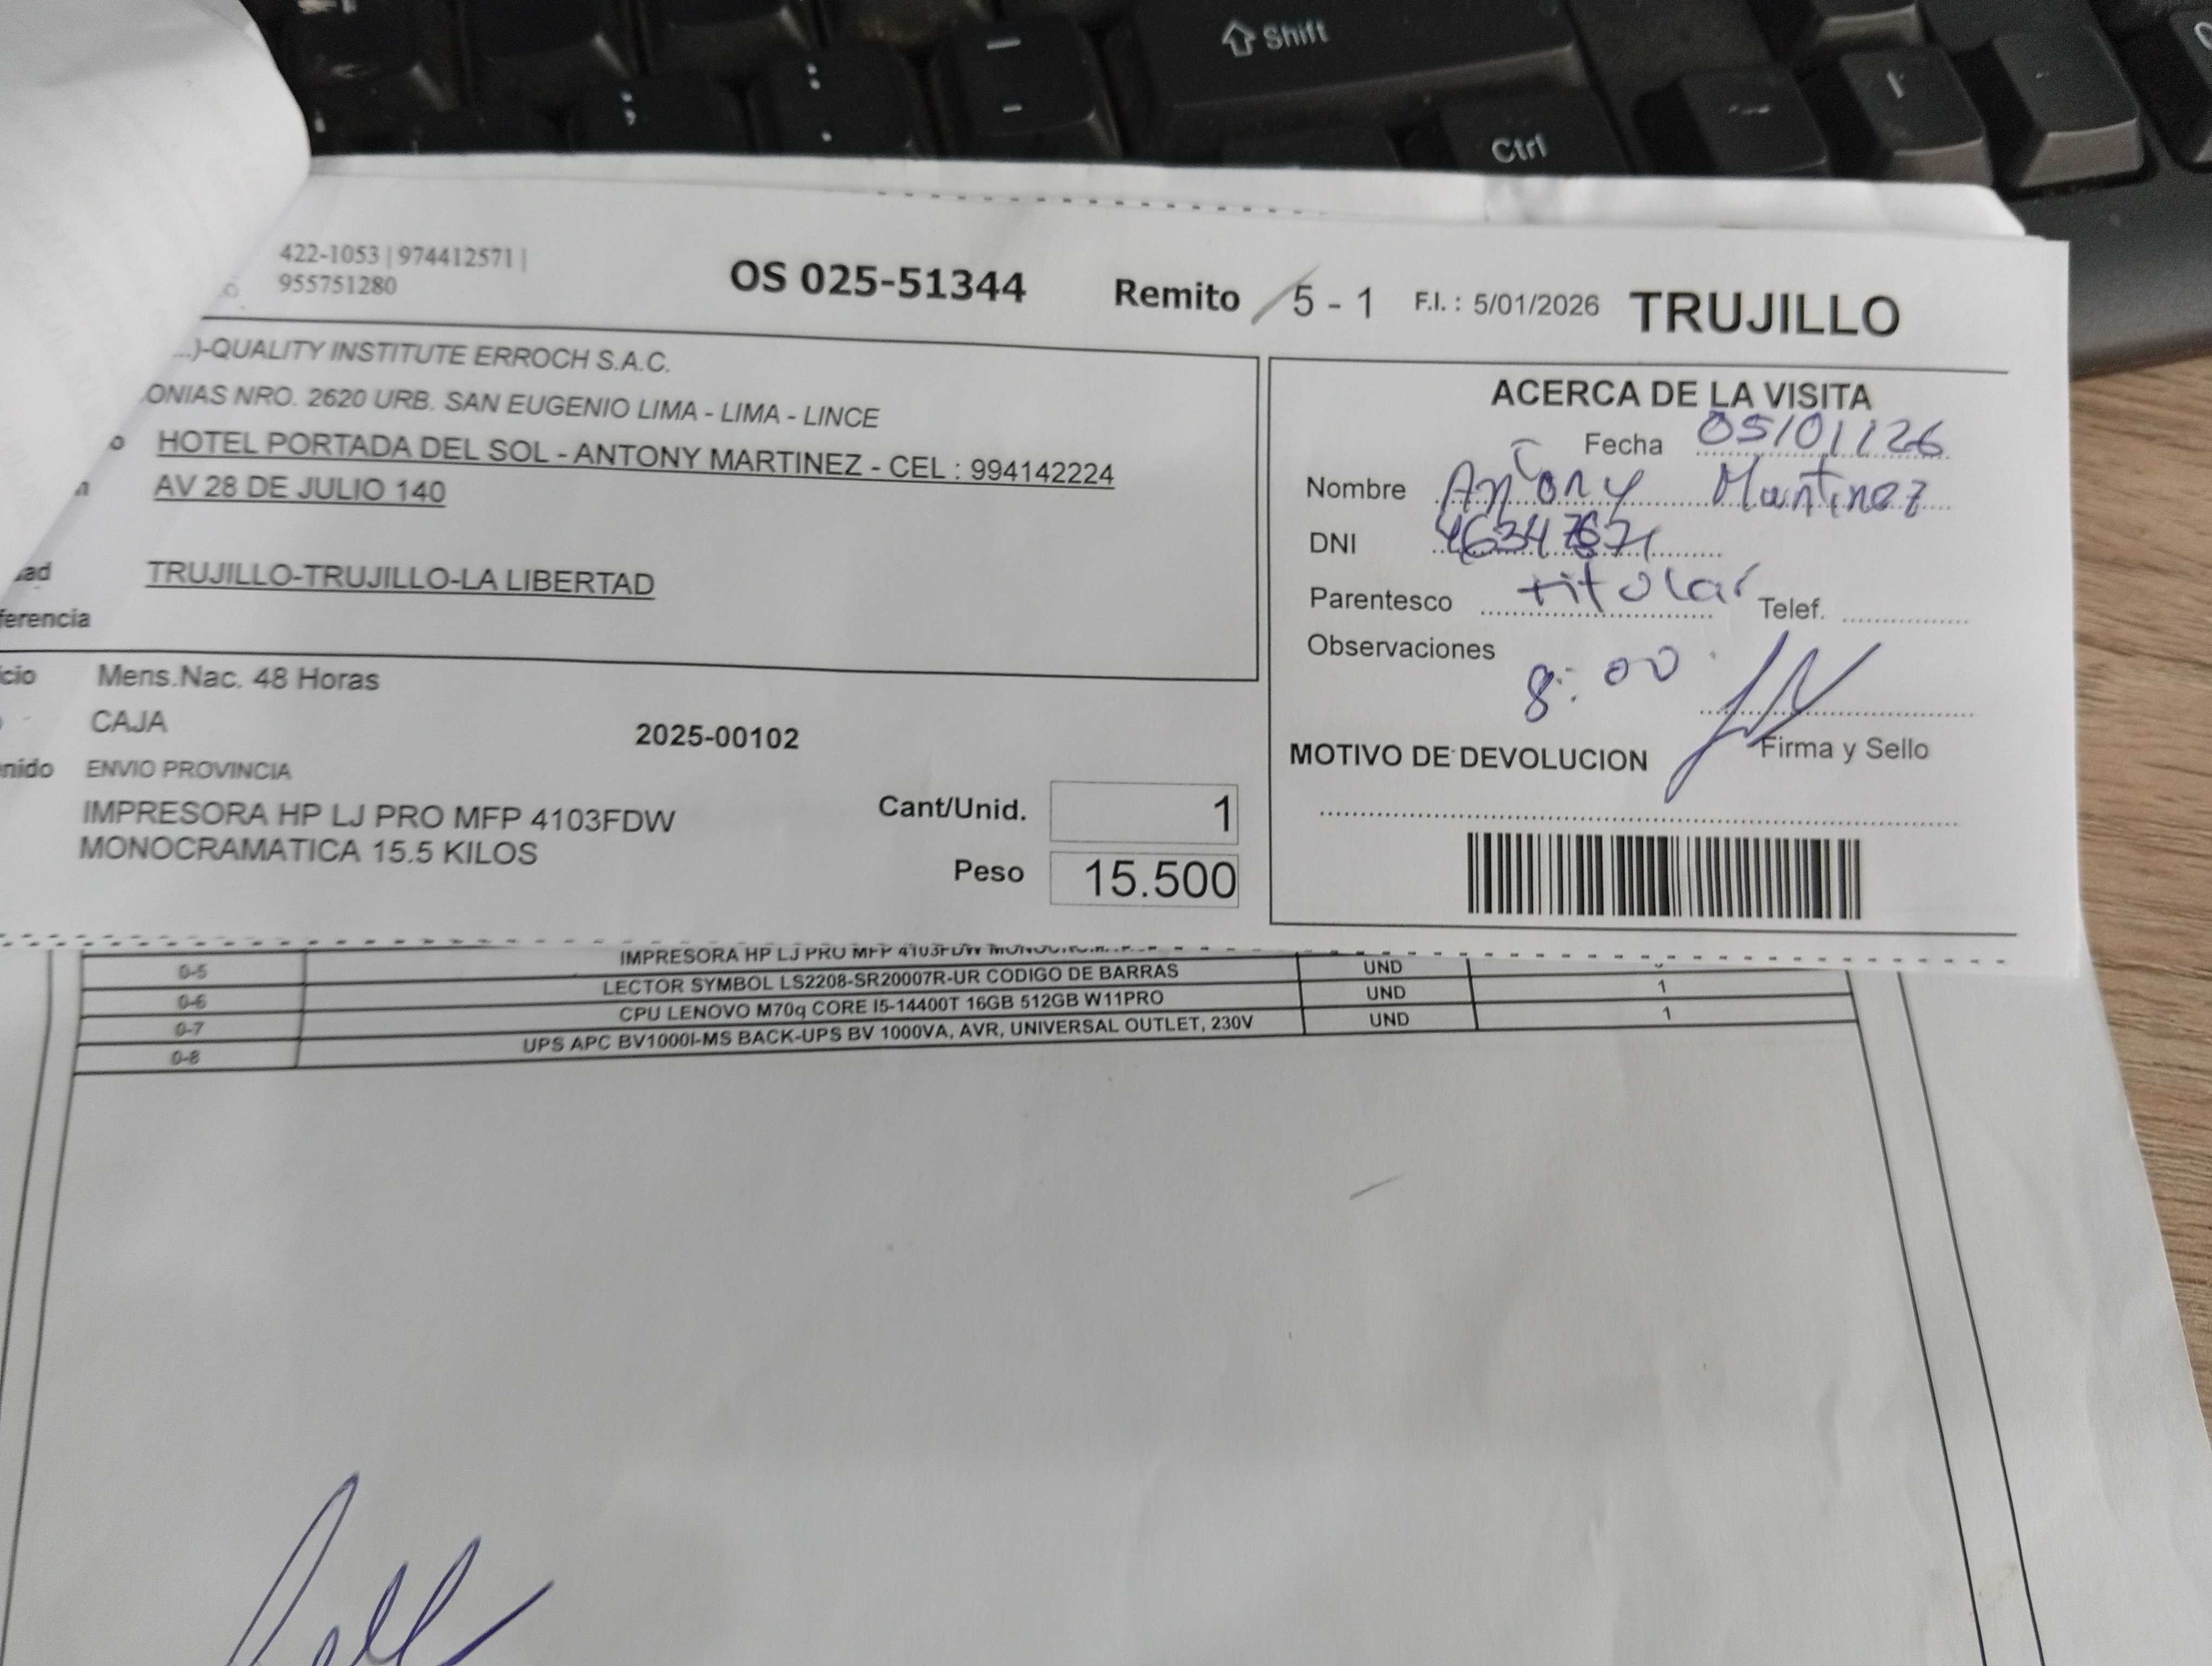 Shift
Ctrl
422-1053 | 974412571 |
955751280
OS 025-51344 Remito 5 - 1 F.I. : 5/01/2026 TRUJILLO
...)-QUALITY INSTITUTE ERROCH S.A.C.
ONIAS NRO. 2620 URB. SAN EUGENIO LIMA - LIMA - LINCE
o HOTEL PORTADA DEL SOL - ANTONY MARTINEZ - CEL : 994142224
n AV 28 DE JULIO 140
ad TRUJILLO-TRUJILLO-LA LIBERTAD
ferencia
cio Mens.Nac. 48 Horas
CAJA
2025-00102
nido ENVIO PROVINCIA
IMPRESORA HP LJ PRO MFP 4103FDW
MONOCRAMATICA 15.5 KILOS
Cant/Unid. 1
Peso 15.500
ACERCA DE LA VISITA
Fecha 05/01/26
Nombre Antony Martinez
DNI
Parentesco titolar Telef.
Observaciones
8:00
Firma y Sello
MOTIVO DE DEVOLUCION
IMPRESORA HP LJ PRO MFP 4103FDW
0-5 LECTOR SYMBOL LS2208-SR20007R-UR CODIGO DE BARRAS UND
0-6 CPU LENOVO M70q CORE I5-14400T 16GB 512GB W11PRO UND 1
0-7 UPS APC BV1000I-MS BACK-UPS BV 1000VA, AVR, UNIVERSAL OUTLET, 230V UND 1
0-8